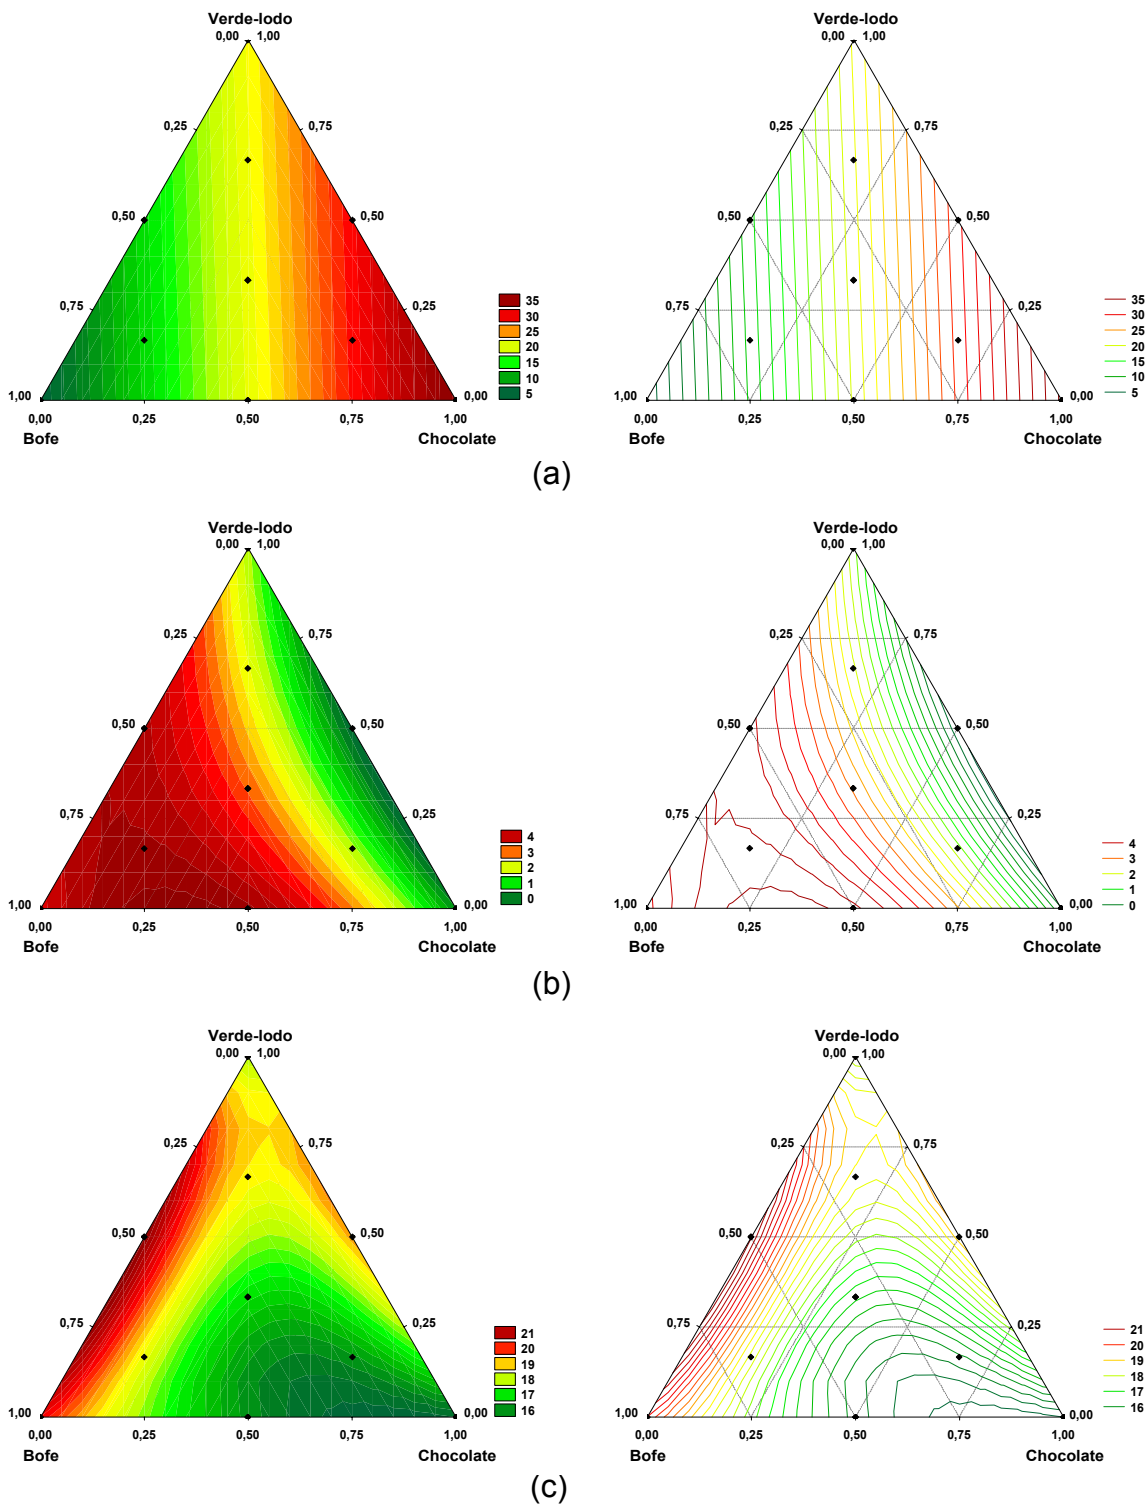 Verde-lodo Verde-lodo
0,00 1,00 0,00 1,00
0,25 0,75 0,25 0,75
0,50 0,50 0,50 0,50
0,75 0,25 0,75 0,25
35 35
30 30
25 25
20 20
15 15
10 10
5 5
1,00 0,00 1,00 0,00
0,00 0,25 0,50 0,75 1,00 0,00 0,25 0,50 0,75 1,00
Bofe Chocolate Bofe Chocolate
(a)
Verde-lodo Verde-lodo
0,00 1,00 0,00 1,00
0,25 0,75 0,25 0,75
0,50 0,50 0,50 0,50
0,75 0,25 0,75 0,25
4 4
3 3
2 2
1 1
0 0
1,00 0,00 1,00 0,00
0,00 0,25 0,50 0,75 1,00 0,00 0,25 0,50 0,75 1,00
Bofe Chocolate Bofe Chocolate
(b)
Verde-lodo Verde-lodo
0,00 1,00 0,00 1,00
0,25 0,75 0,25 0,75
0,50 0,50 0,50 0,50
0,75 0,25 0,75 0,25
21 21
20 20
19 19
18 18
17 17
16 16
1,00 0,00 1,00 0,00
0,00 0,25 0,50 0,75 1,00 0,00 0,25 0,50 0,75 1,00
Bofe Chocolate Bofe Chocolate
(c)